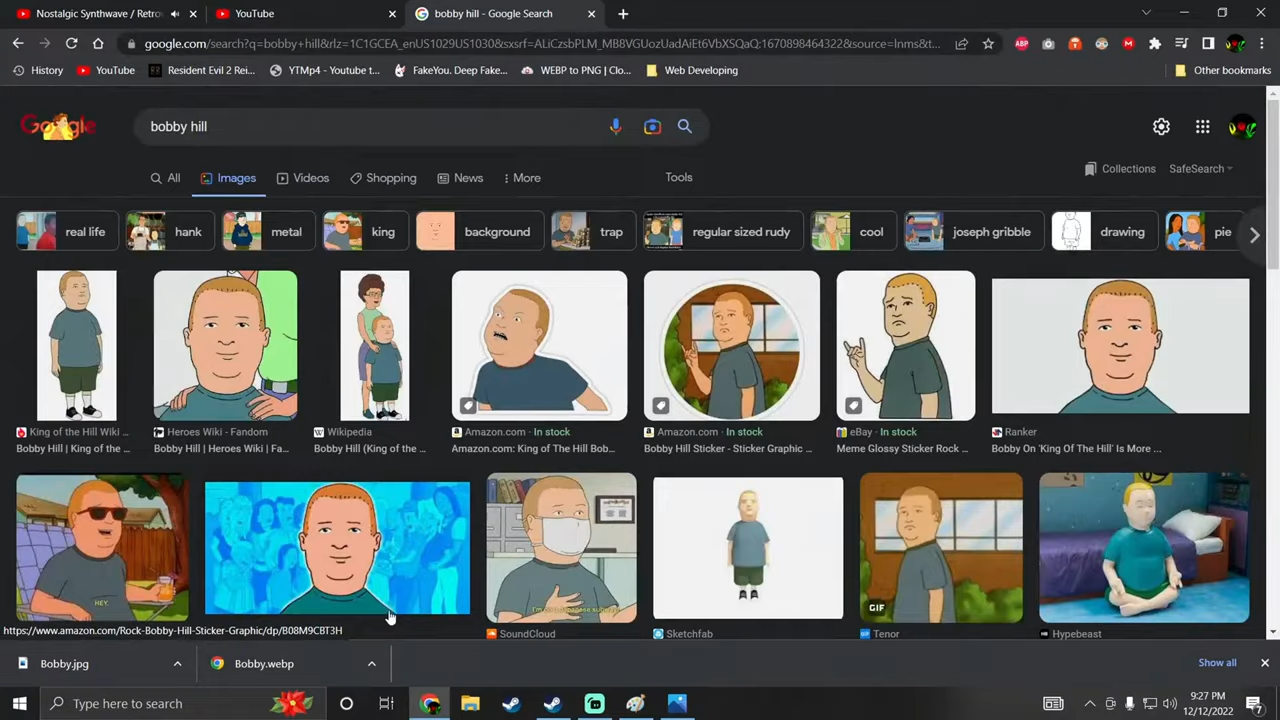 Nostalgic Synthwave / Retro
YouTube
bobby hill - Google Search
google.com/search?q=bobby+hill&rlz=1C1GCEA_enUS1029US1030&sxsrf=ALiCzsbPLM_MB8VGUozUadAiEt6VbXSQaQ:1670898464322&source=lnms&t...
History
YouTube
Resident Evil 2 Rei...
YTMp4 - Youtube t...
FakeYou. Deep Fake...
WEBP to PNG | Clo...
Web Developing
Other bookmarks
Google
bobby hill
All
Images
Videos
Shopping
News
More
Tools
Collections
SafeSearch
real life
hank
metal
king
background
trap
regular sized rudy
cool
joseph gribble
drawing
pie
King of the Hill Wiki ...
Heroes Wiki - Fandom
Wikipedia
Amazon.com · In stock
Amazon.com · In stock
eBay · In stock
Ranker
Bobby Hill | King of the ...
Bobby Hill | Heroes Wiki | Fa...
Bobby Hill (King of the ...
Amazon.com: King of The Hill Bob...
Bobby Hill Sticker - Sticker Graphic ...
Meme Glossy Sticker Rock ...
Bobby On 'King Of The Hill' Is More ...
HEY.
GIF
https://www.amazon.com/Rock-Bobby-Hill-Sticker-Graphic/dp/B08M9CBT3H
SoundCloud
Sketchfab
Tenor
Hypebeast
Bobby.jpg
Bobby.webp
Show all
Type here to search
9:27 PM
12/12/2022
7